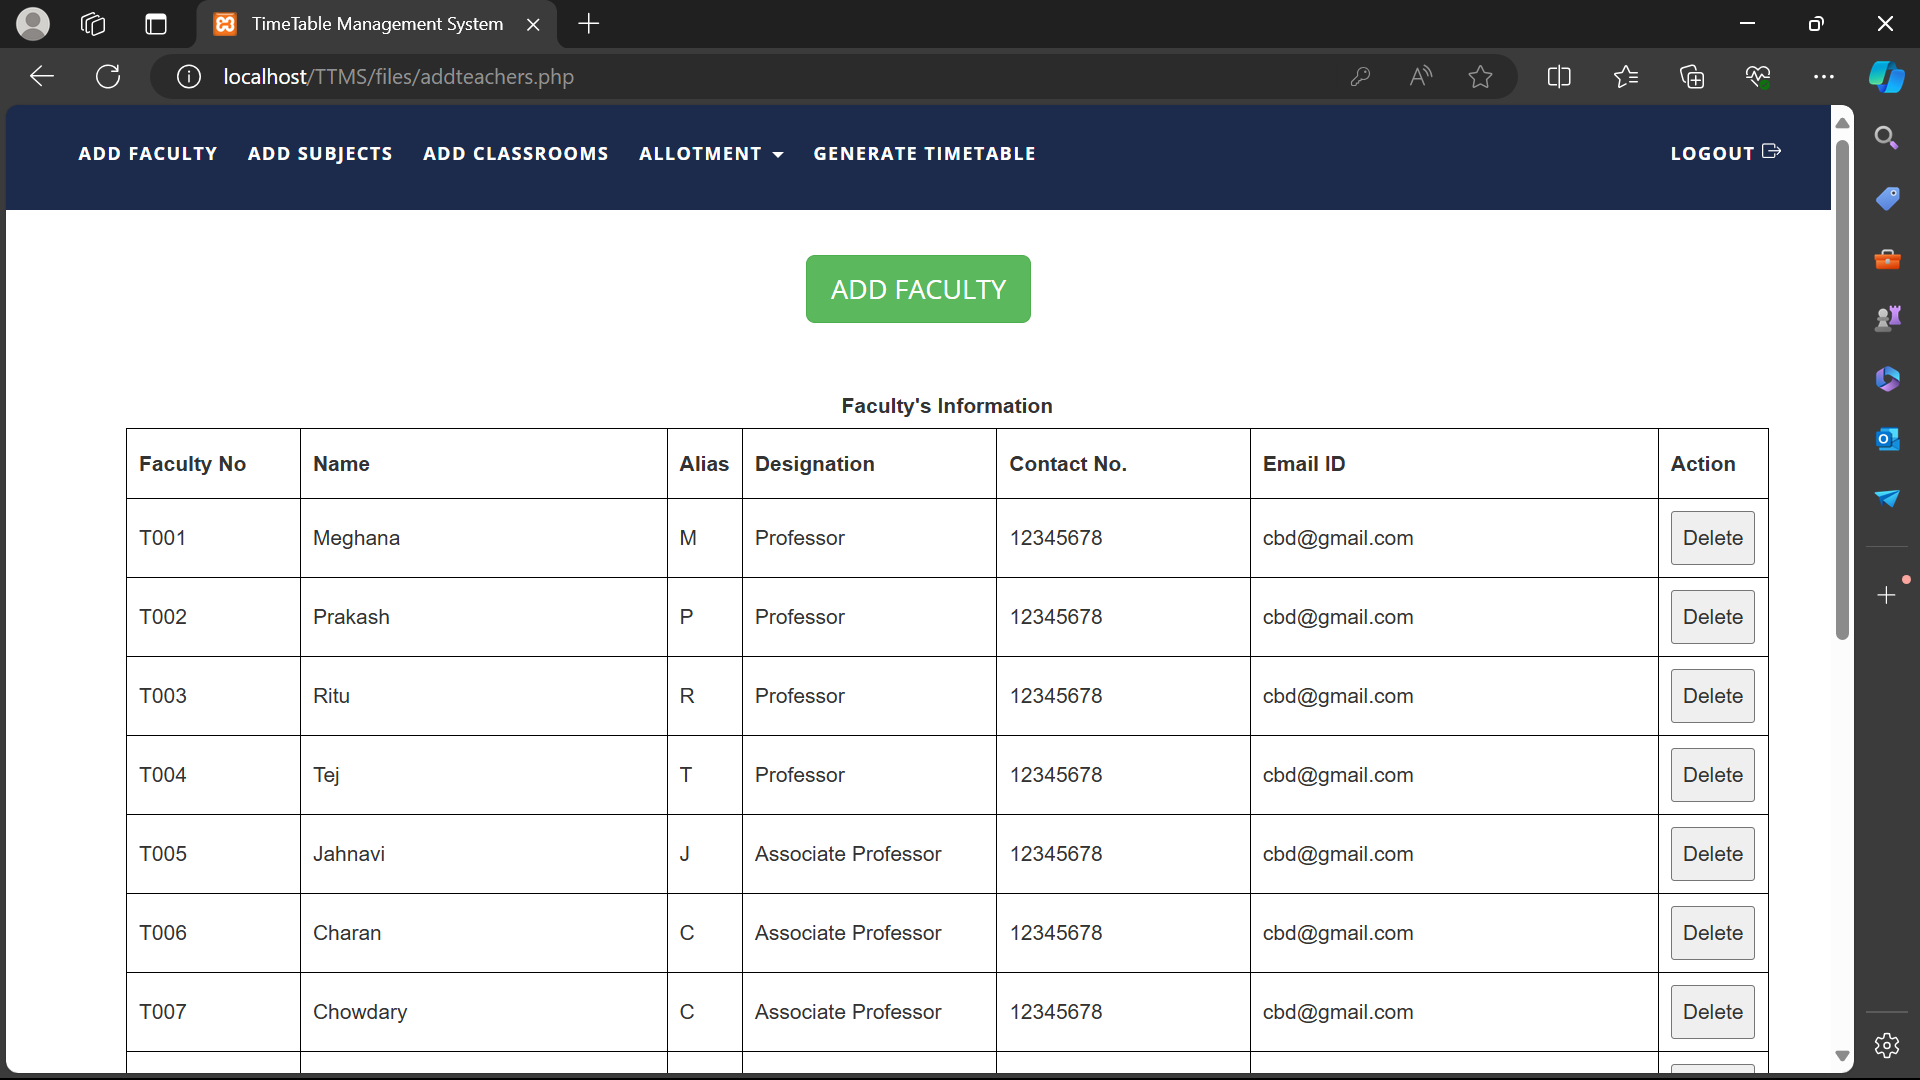 TimeTable Management System
localhost/TTMS/files/addteachers.php
ADD FACULTY ADD SUBJECTS ADD CLASSROOMS ALLOTMENT GENERATE TIMETABLE LOGOUT
ADD FACULTY
Faculty's Information
Faculty No Name Alias Designation Contact No. Email ID Action
T001 Meghana M Professor 12345678 cbd@gmail.com Delete
T002 Prakash P Professor 12345678 cbd@gmail.com Delete
T003 Ritu R Professor 12345678 cbd@gmail.com Delete
T004 Tej T Professor 12345678 cbd@gmail.com Delete
T005 Jahnavi J Associate Professor 12345678 cbd@gmail.com Delete
T006 Charan C Associate Professor 12345678 cbd@gmail.com Delete
T007 Chowdary C Associate Professor 12345678 cbd@gmail.com Delete